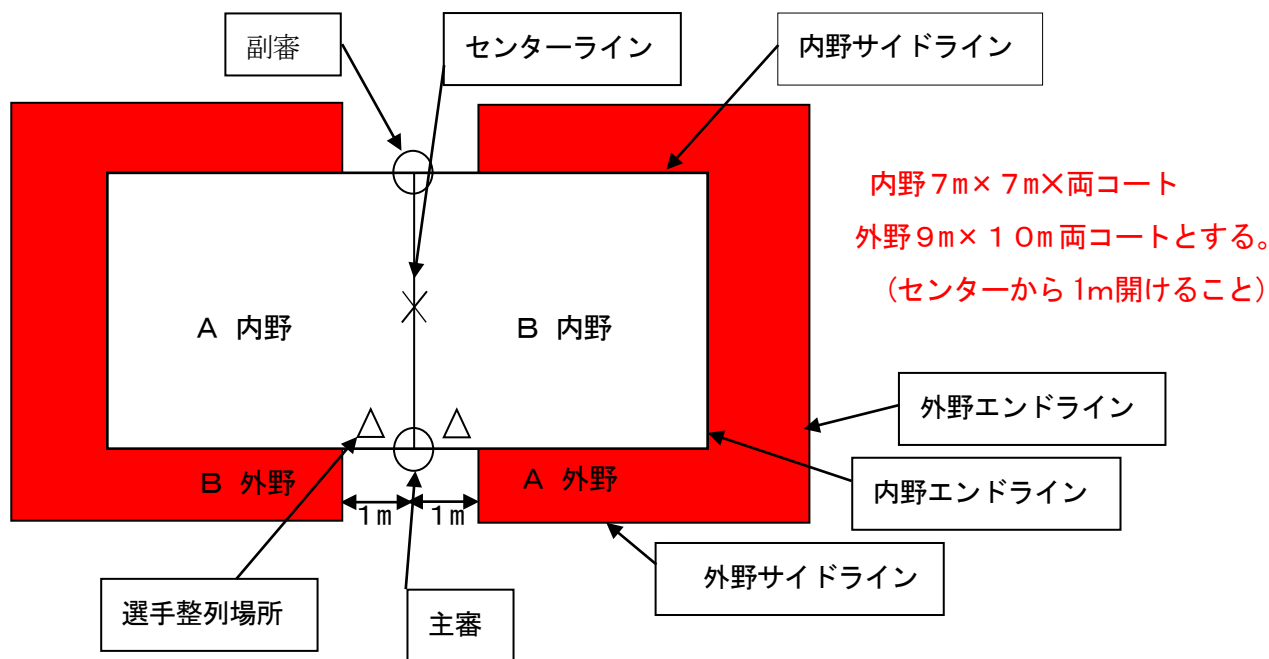 副審
センターライン
内野サイドライン
内野７ｍ×７ｍ×両コート
外野９ｍ×１０ｍ両コートとする。
（センターから1ｍ開けること）
Ａ 内野
Ｂ 内野
外野エンドライン
Ｂ 外野
Ａ 外野
内野エンドライン
１ｍ
１ｍ
外野サイドライン
選手整列場所
主審